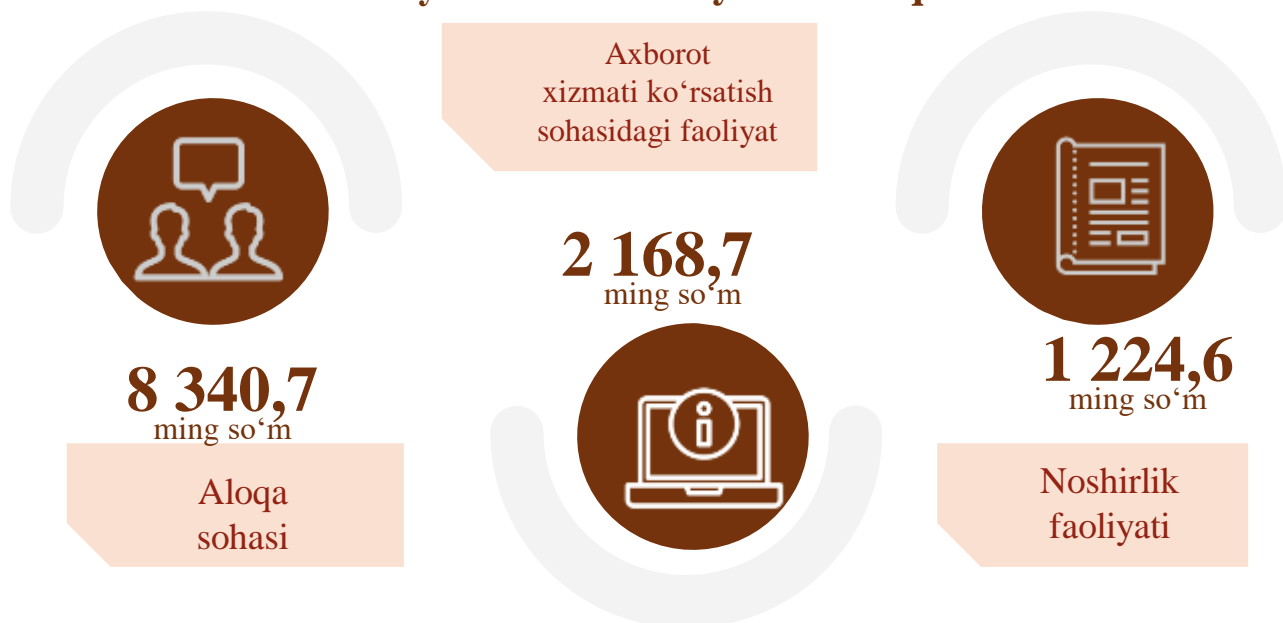 Axborot
xizmati ko‘rsatish
sohasidagi faoliyat
2 168,7
ming so‘m
8 340,7
ming so‘m
Aloqa
sohasi
1 224,6
ming so‘m
Noshirlik
faoliyati